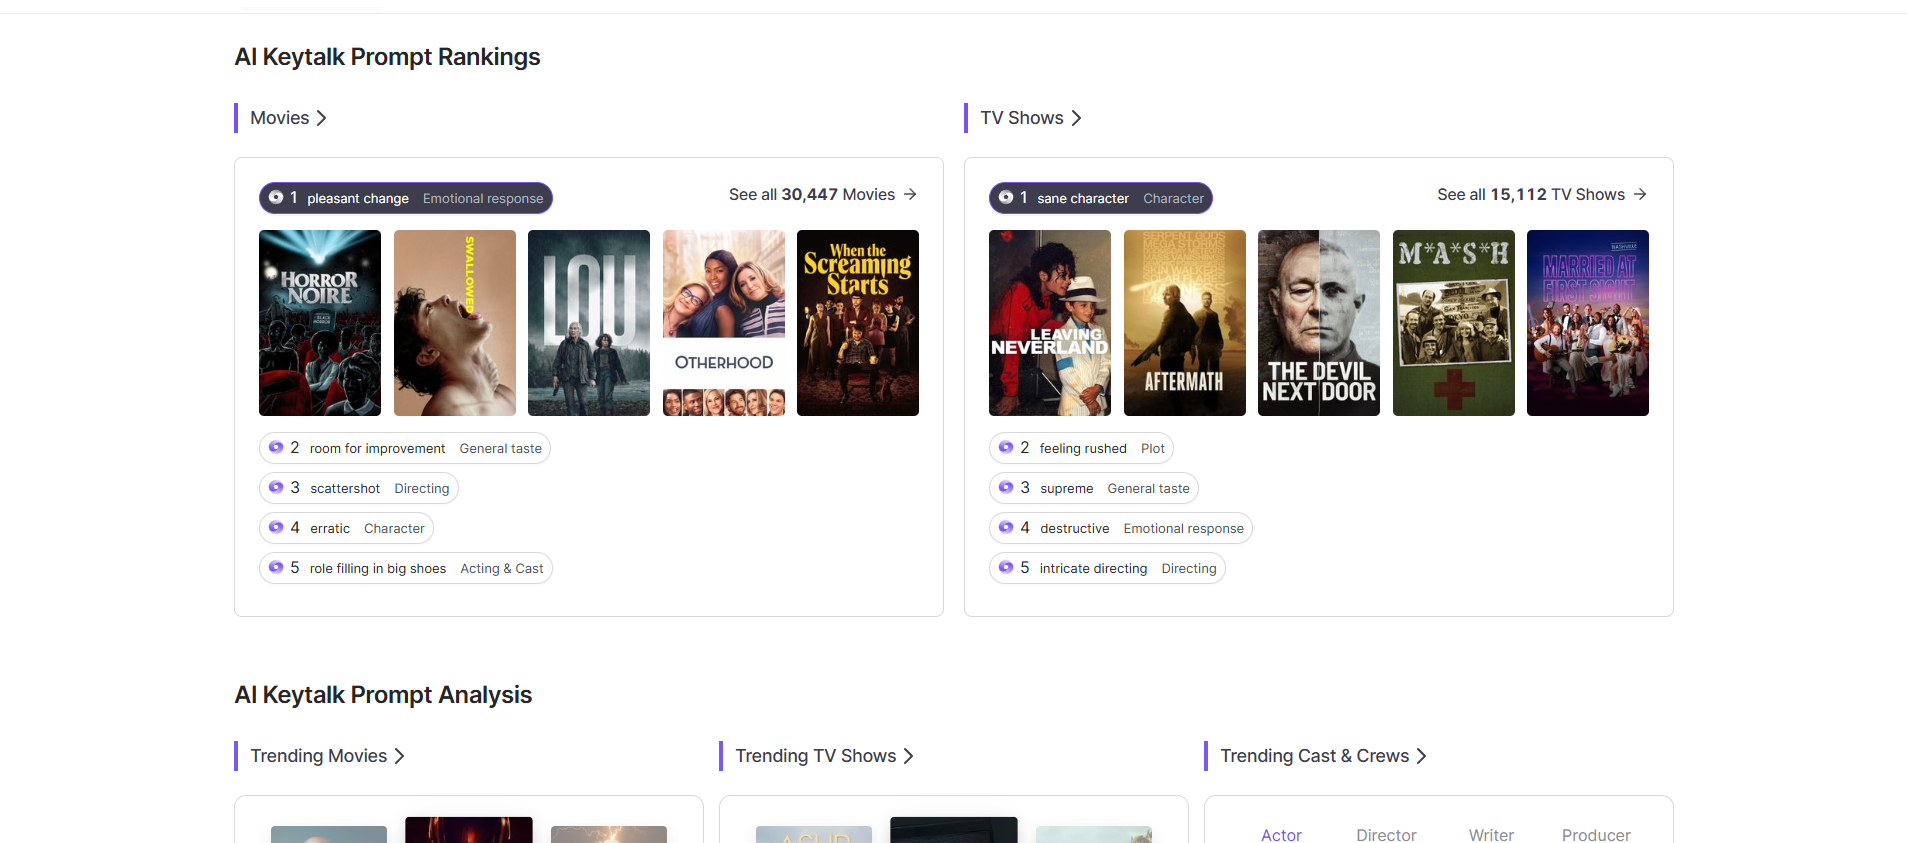 AI Keytalk Prompt Rankings
Movies
1 pleasant change Emotional response
See all 30,447 Movies
HORROR
NOIRE
SWALLOWED
LOU
OTHERHOOD
When the
Screaming
Starts
2 room for improvement General taste
3 scattershot Directing
4 erratic Character
5 role filling in big shoes Acting & Cast
TV Shows
1 sane character Character
See all 15,112 TV Shows
LEAVING
NEVERLAND
SERPENT GODS
MEGA STORMS
AFTERMATH
THE DEVIL
NEXT DOOR
M*A*S*H
MARRIED AT
FIRST SIGHT
NASHVILLE
2 feeling rushed Plot
3 supreme General taste
4 destructive Emotional response
5 intricate directing Directing
AI Keytalk Prompt Analysis
Trending Movies
Trending TV Shows
Trending Cast & Crews
Actor Director Writer Producer